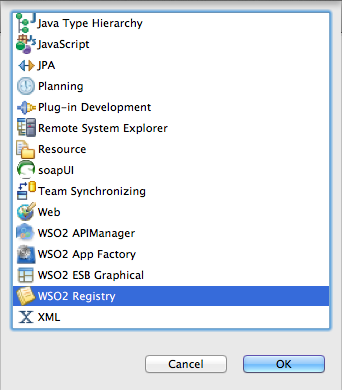 Java Type Hierarchy
JavaScript
JPA
Planning
Plug-in Development
Remote System Explorer
Resource
soapUI
Team Synchronizing
Web
WSO2 APIManager
WSO2 App Factory
WSO2 ESB Graphical
WSO2 Registry
XML
Cancel
OK